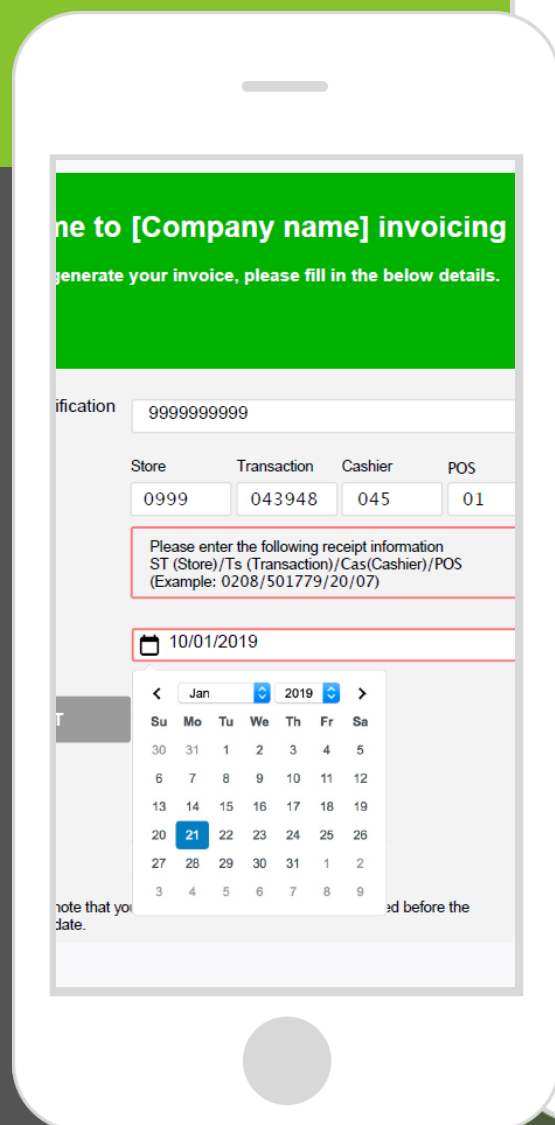 me to [Company name] invoicing
generate your invoice, please fill in the below details.
ification
9999999999
Store Transaction Cashier POS
0999 043948 045 01
Please enter the following receipt information
ST (Store)/Ts (Transaction)/Cas(Cashier)/POS
(Example: 0208/501779/20/07)
10/01/2019
Jan 2019
T
Su Mo Tu We Th Fr Sa
30 31 1 2 3 4 5
6 7 8 9 10 11 12
13 14 15 16 17 18 19
20 21 22 23 24 25 26
27 28 29 30 31 1 2
3 4 5 6 7 8 9
note that you ed before the
date.